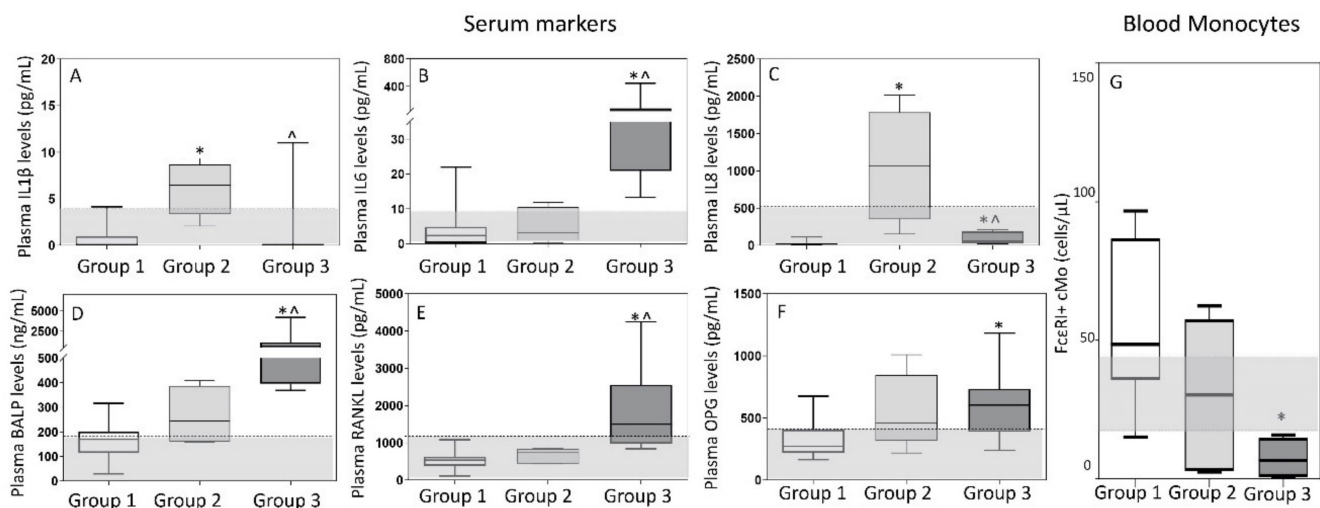 Serum markers
Blood Monocytes
A
Plasma IL1β levels (pg/mL)
20
15
10
5
0
*
^
Group 1 Group 2 Group 3
B
Plasma IL6 levels (pg/mL)
800
400
30
20
10
0
*^
Group 1 Group 2 Group 3
C
Plasma IL8 levels (pg/mL)
2500
2000
1500
1000
500
0
*
*^
Group 1 Group 2 Group 3
D
Plasma BALP levels (ng/mL)
5000
2500
500
400
300
200
100
0
*^
Group 1 Group 2 Group 3
E
Plasma RANKL levels (pg/mL)
5000
4000
3000
2000
1000
0
*^
Group 1 Group 2 Group 3
F
Plasma OPG levels (pg/mL)
1500
1000
500
0
*
Group 1 Group 2 Group 3
G
FcεRI+ cMo (cells/µL)
150
100
50
0
*
Group 1 Group 2 Group 3